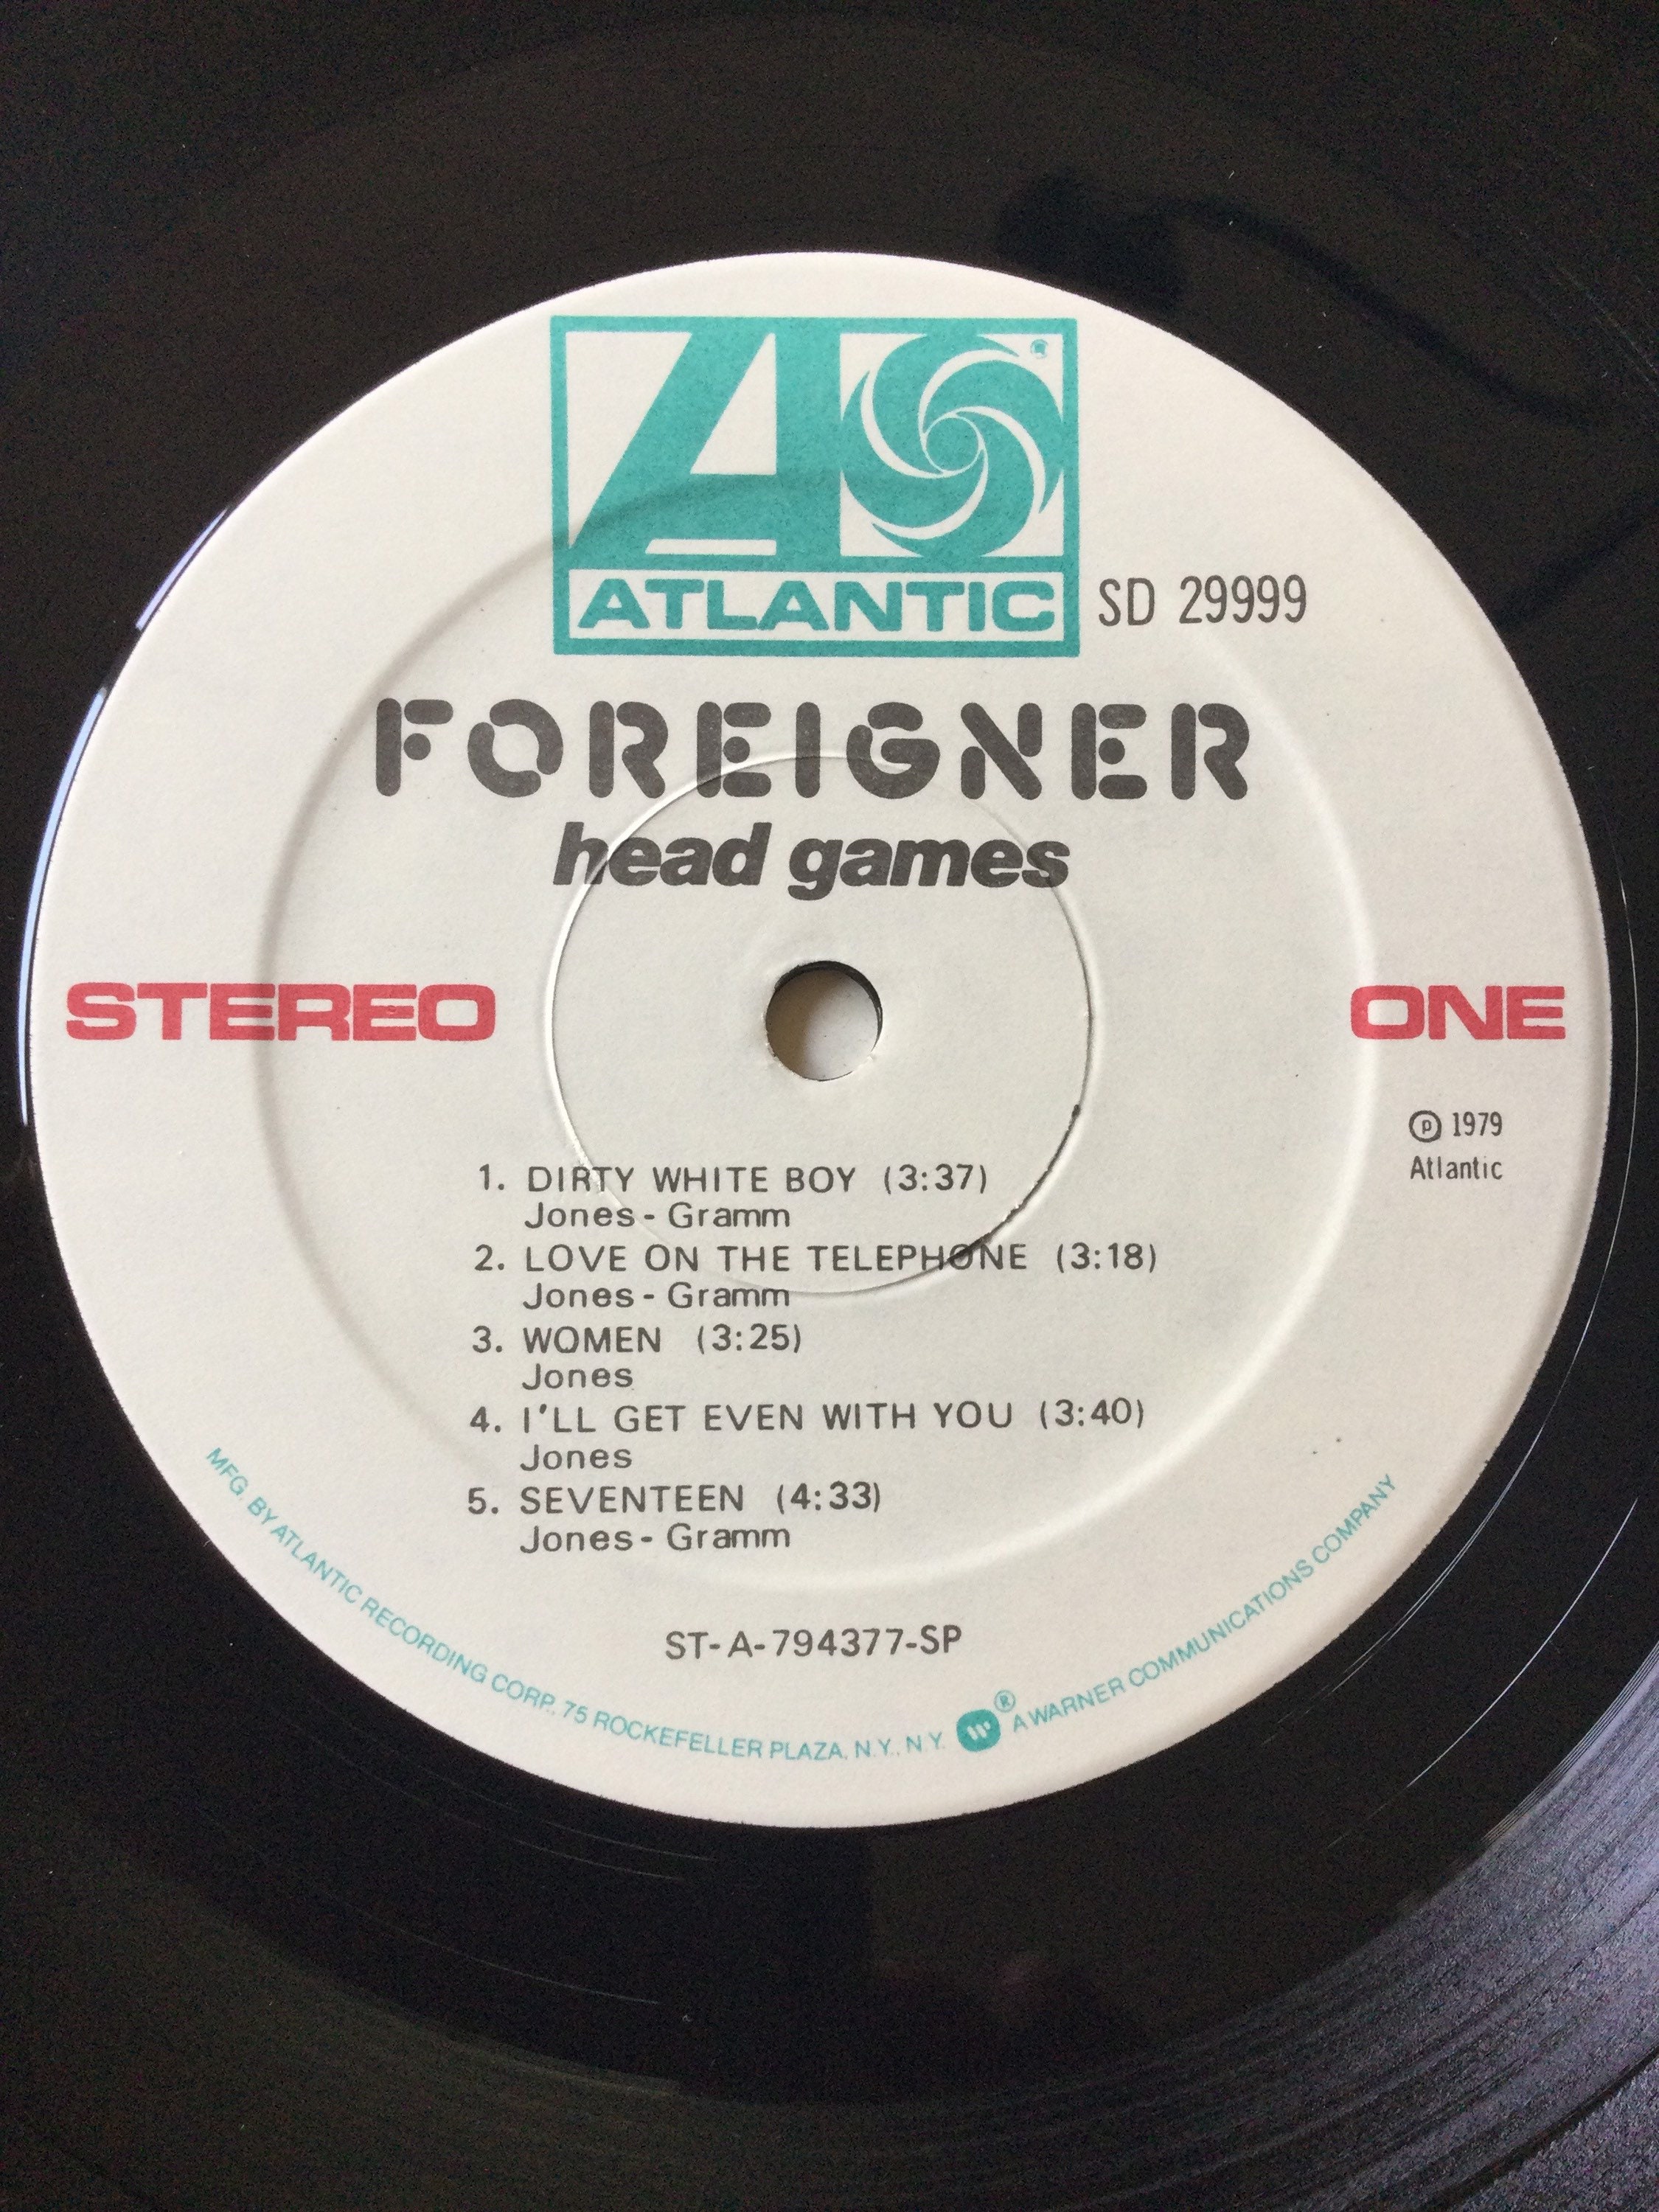 ATLANTIC
SD 29999
FOREIGNER
head games
STEREO
ONE
℗ 1979
Atlantic
1. DIRTY WHITE BOY (3:37)
Jones - Gramm
2. LOVE ON THE TELEPHONE (3:18)
Jones - Gramm
3. WOMEN (3:25)
Jones
4. I'LL GET EVEN WITH YOU (3:40)
Jones
5. SEVENTEEN (4:33)
Jones - Gramm
ST-A-794377-SP
MFG. BY ATLANTIC RECORDING CORP., 75 ROCKEFELLER PLAZA, N.Y., N.Y. ® A WARNER COMMUNICATIONS COMPANY